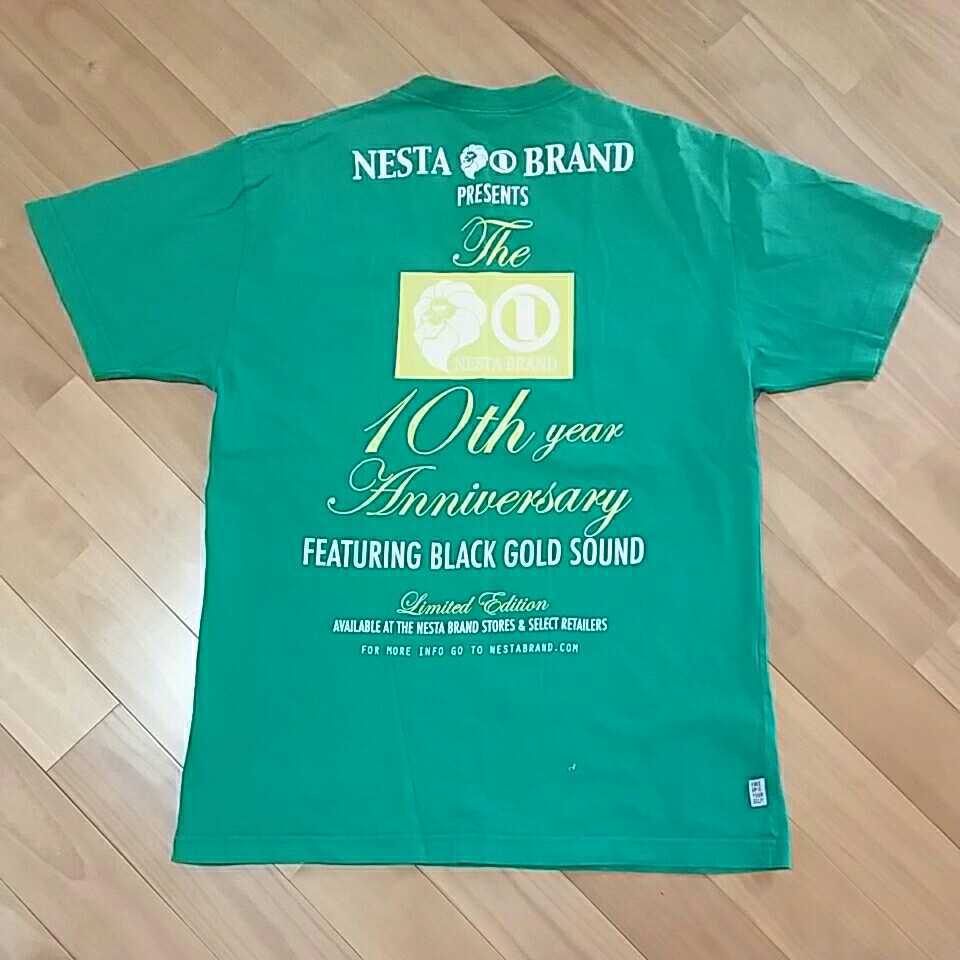 NESTA BRAND
PRESENTS
The
NESTA BRAND
10th year
Anniversary
FEATURING BLACK GOLD SOUND
Limited Edition
AVAILABLE AT THE NESTA BRAND STORES & SELECT RETAILERS
FOR MORE INFO GO TO NESTABRAND.COM